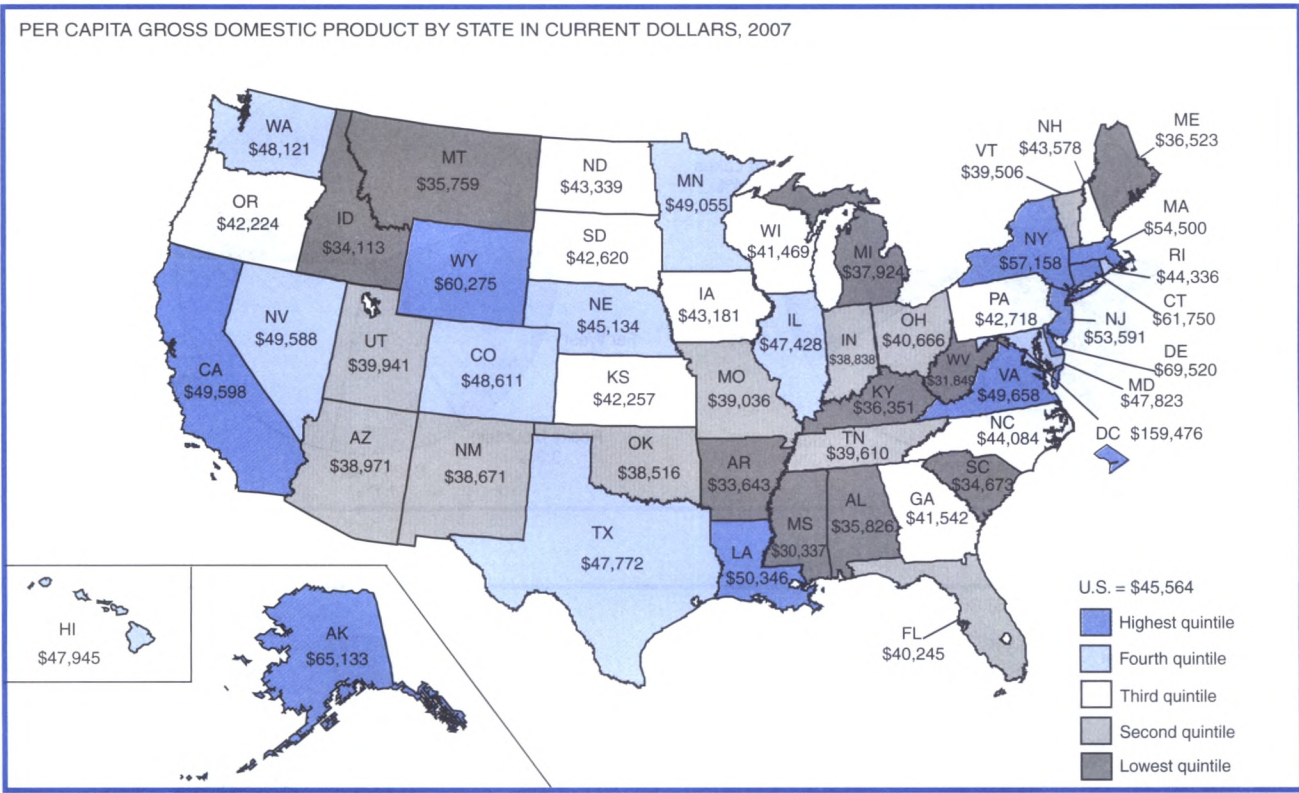 PER CAPITA GROSS DOMESTIC PRODUCT BY STATE IN CURRENT DOLLARS, 2007
WA
$48,121
OR
$42,224
CA
$49,598
NV
$49,588
ID
$34,113
MT
$35,759
WY
$60,275
UT
$39,941
AZ
$38,971
CO
$48,611
NM
$38,671
ND
$43,339
SD
$42,620
NE
$45,134
KS
$42,257
OK
$38,516
TX
$47,772
MN
$49,055
IA
$43,181
MO
$39,036
AR
$33,643
LA
$50,346
WI
$41,469
IL
$47,428
MI
$37,924
IN
$38,838
OH
$40,666
KY
$36,351
TN
$39,610
MS
$30,337
AL
$35,826
GA
$41,542
FL
$40,245
SC
$34,673
NC
$44,084
VA
$49,658
WV
$31,849
PA
$42,718
NY
$57,158
VT
$39,506
NH
$43,578
ME
$36,523
MA
$54,500
RI
$44,336
CT
$61,750
NJ
$53,591
DE
$69,520
MD
$47,823
DC $159,476
HI
$47,945
AK
$65,133
U.S. = $45,564
Highest quintile
Fourth quintile
Third quintile
Second quintile
Lowest quintile